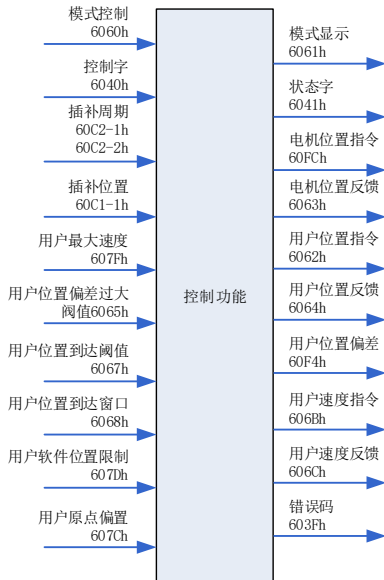 模式控制
6060h
控制字
6040h
插补周期
60C2-1h
60C2-2h
插补位置
60C1-1h
用户最大速度
607Fh
用户位置偏差过大
阀值6065h
用户位置到达阈值
6067h
用户位置到达窗口
6068h
用户软件位置限制
607Dh
用户原点偏置
607Ch
控制功能
模式显示
6061h
状态字
6041h
电机位置指令
60FCh
电机位置反馈
6063h
用户位置指令
6062h
用户位置反馈
6064h
用户位置偏差
60F4h
用户速度指令
606Bh
用户速度反馈
606Ch
错误码
603Fh